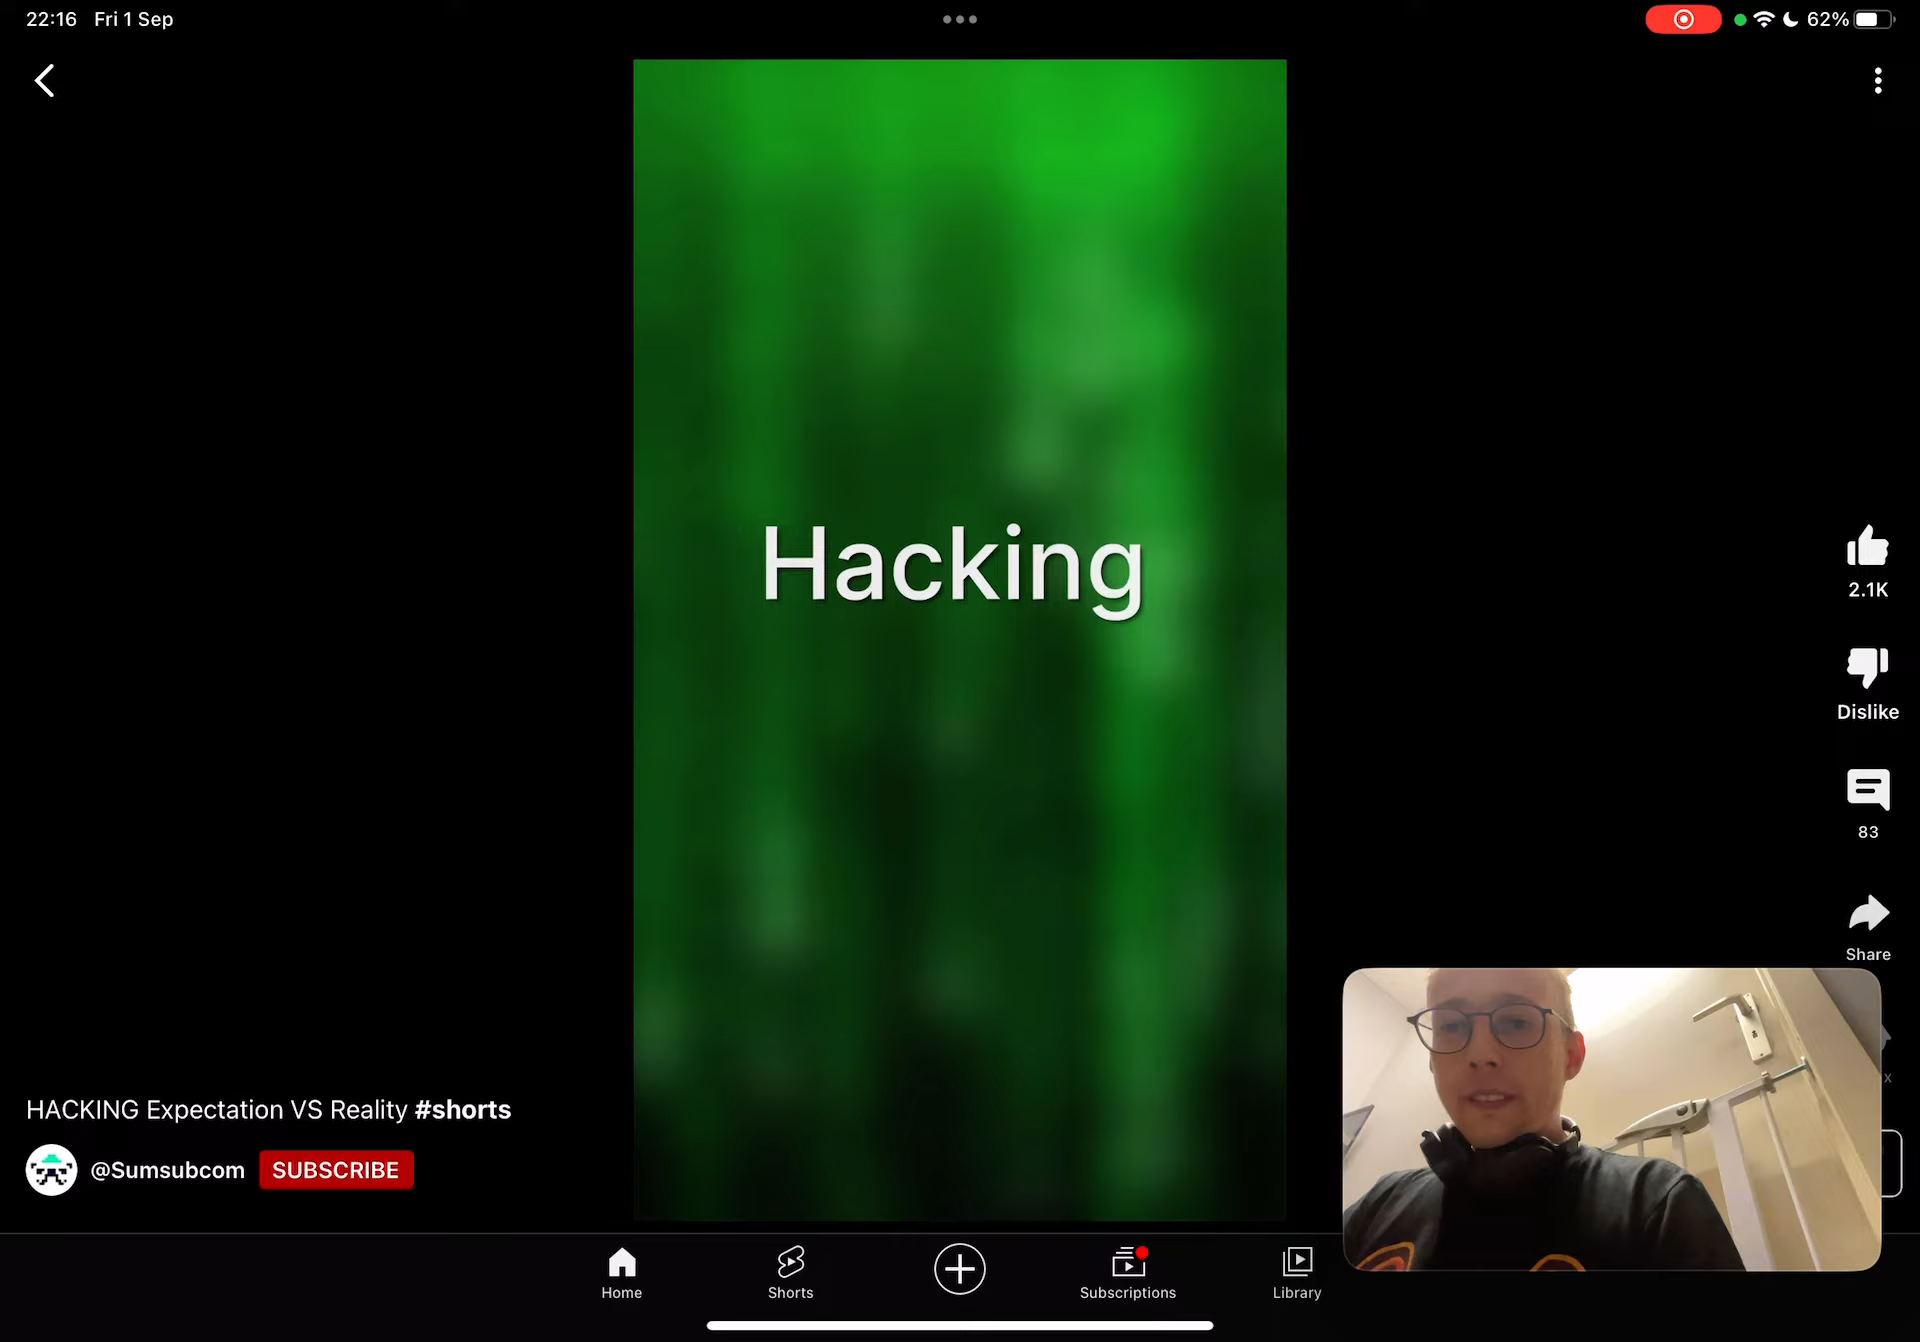 22:16 Fri 1 Sep
62%
Hacking
2.1K
Dislike
83
Share
x
HACKING Expectation VS Reality #shorts
@Sumsubcom SUBSCRIBE
Home Shorts Subscriptions Library